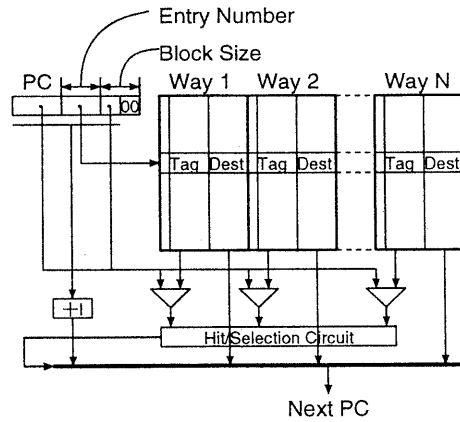 Entry Number
Block Size
PC
Way 1 Way 2 Way N
00
Tag Dest Tag Dest Tag Dest
+1
Hit/Selection Circuit
Next PC